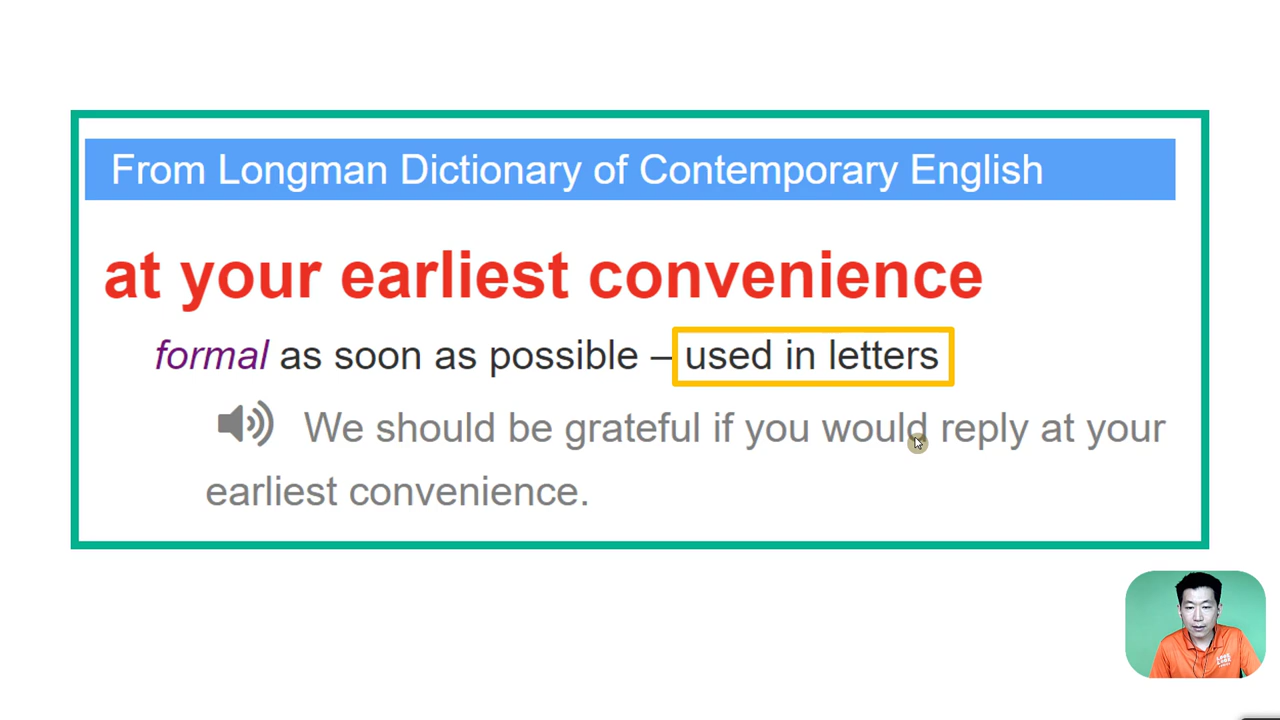 From Longman Dictionary of Contemporary English
at your earliest convenience
formal as soon as possible – used in letters
We should be grateful if you would reply at your
earliest convenience.